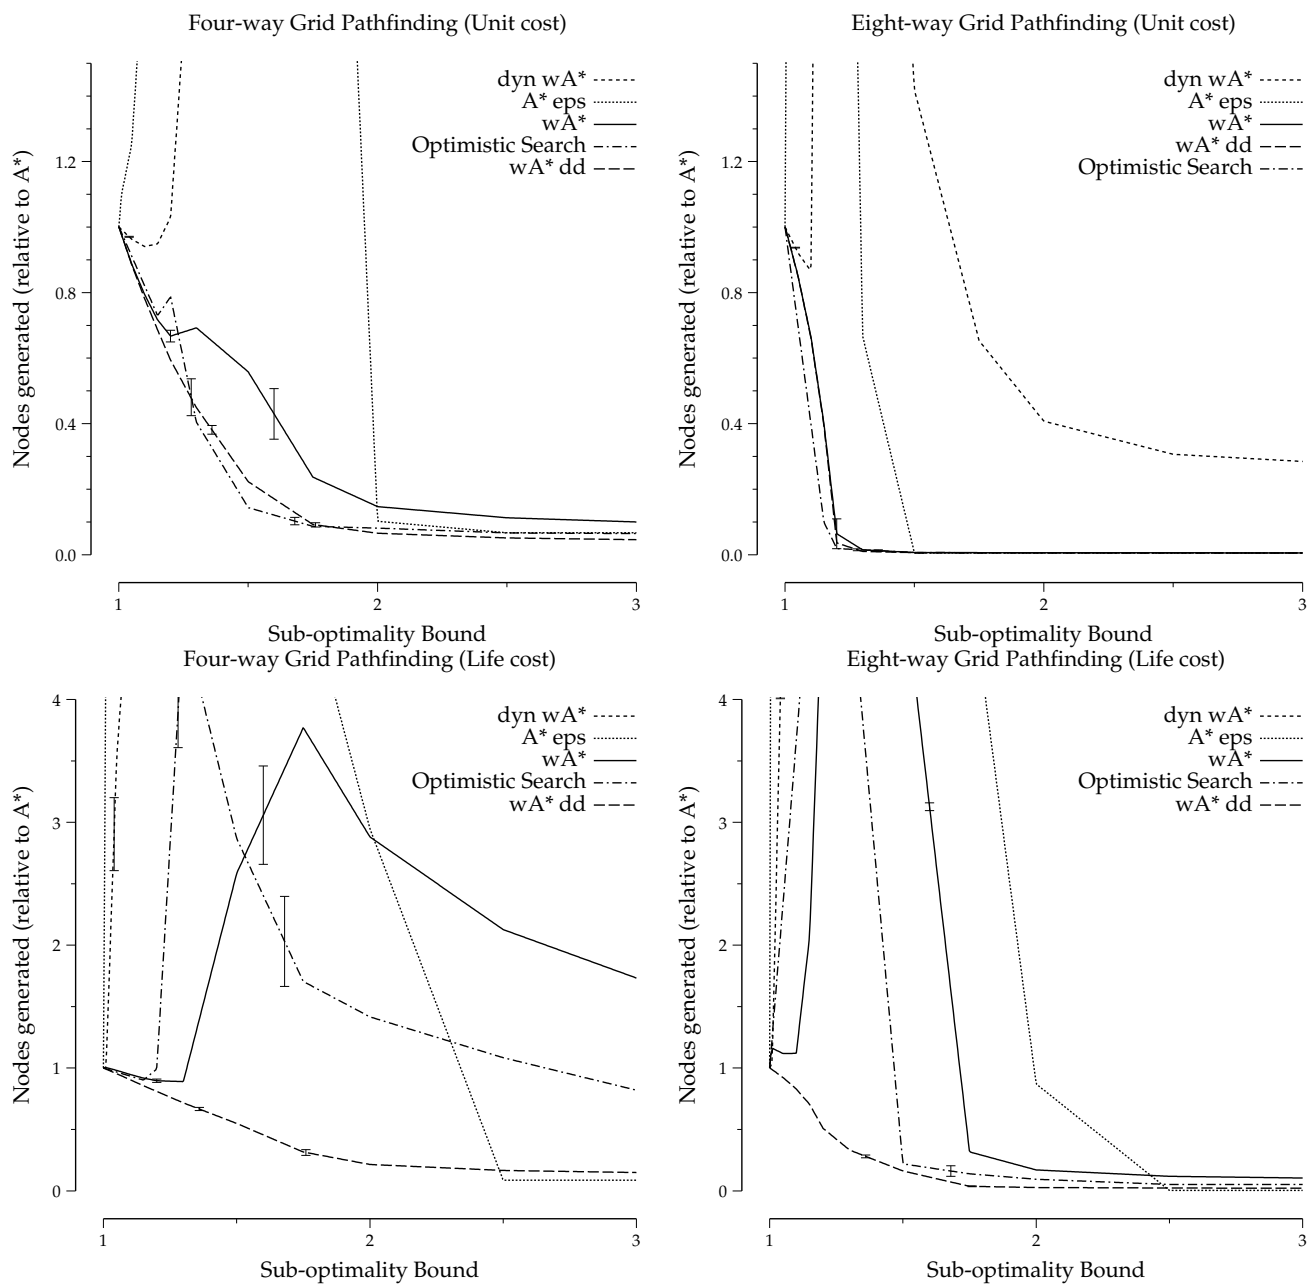 Four-way Grid Pathfinding (Unit cost)
Nodes generated (relative to A*)
1.2
0.8
0.4
0.0
dyn wA*
A* eps
wA*
Optimistic Search
wA* dd
1 2 3
Sub-optimality Bound
Eight-way Grid Pathfinding (Unit cost)
Nodes generated (relative to A*)
1.2
0.8
0.4
0.0
dyn wA*
A* eps
wA*
wA* dd
Optimistic Search
1 2 3
Sub-optimality Bound
Four-way Grid Pathfinding (Life cost)
Nodes generated (relative to A*)
4
3
2
1
0
dyn wA*
A* eps
wA*
Optimistic Search
wA* dd
1 2 3
Sub-optimality Bound
Eight-way Grid Pathfinding (Life cost)
Nodes generated (relative to A*)
4
3
2
1
0
dyn wA*
A* eps
wA*
Optimistic Search
wA* dd
1 2 3
Sub-optimality Bound